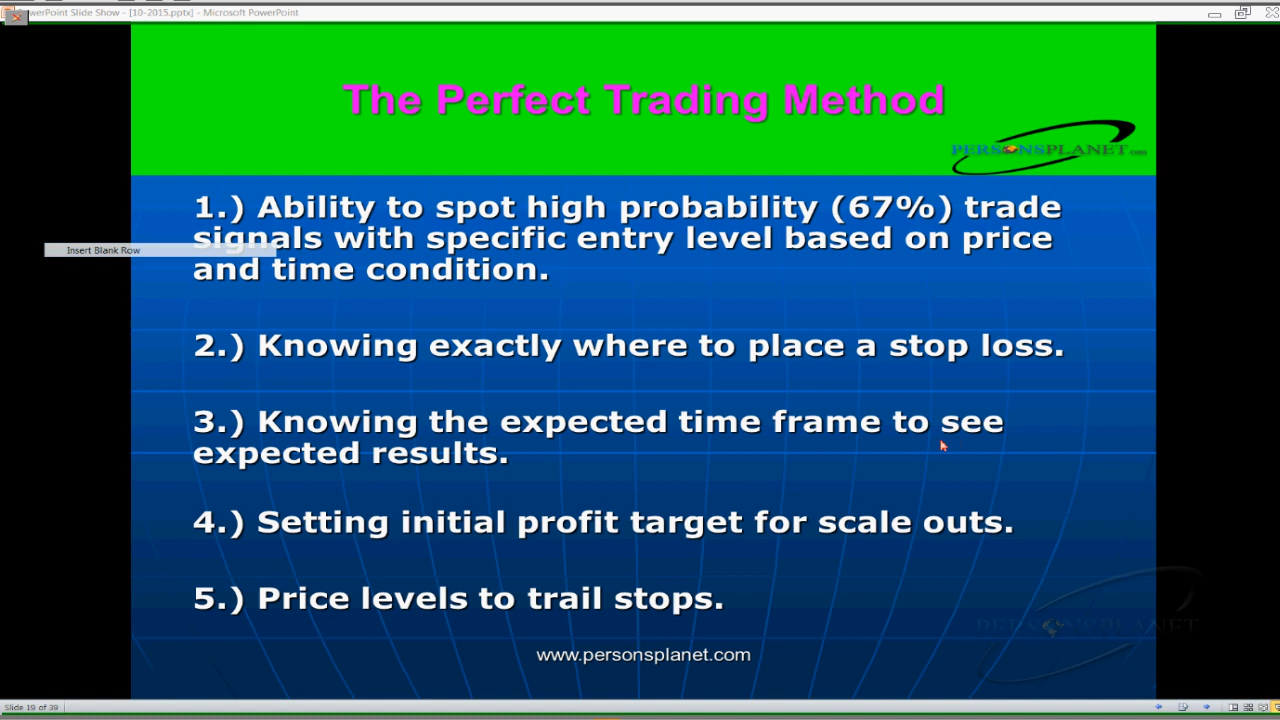 PowerPoint Slide Show - [10-2015.pptx] - Microsoft PowerPoint
The Perfect Trading Method
PERSONSPLANET.com
1.) Ability to spot high probability (67%) trade
signals with specific entry level based on price
and time condition.
Insert Blank Row
2.) Knowing exactly where to place a stop loss.
3.) Knowing the expected time frame to see
expected results.
4.) Setting initial profit target for scale outs.
5.) Price levels to trail stops.
PERSONSPLANET
www.personsplanet.com
Slide 19 of 39